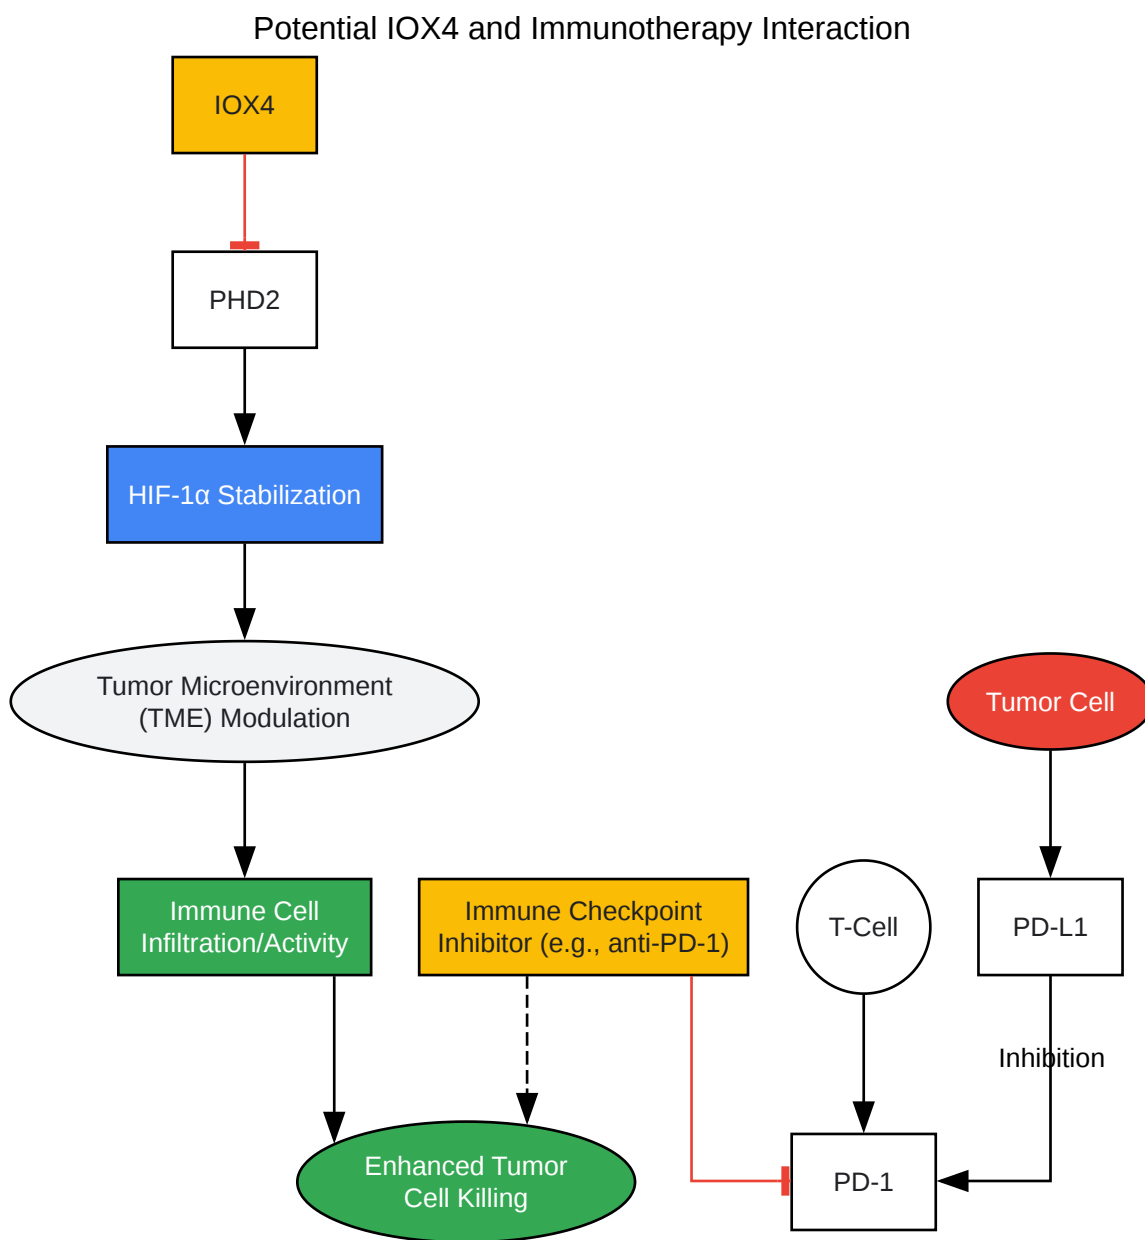 Potential IOX4 and Immunotherapy Interaction
IOX4
PHD2
HIF-1α Stabilization
Tumor Microenvironment
(TME) Modulation
Tumor Cell
Immune Cell
Infiltration/Activity
Immune Checkpoint
Inhibitor (e.g., anti-PD-1)
T-Cell
PD-L1
Inhibition
Enhanced Tumor
Cell Killing
PD-1